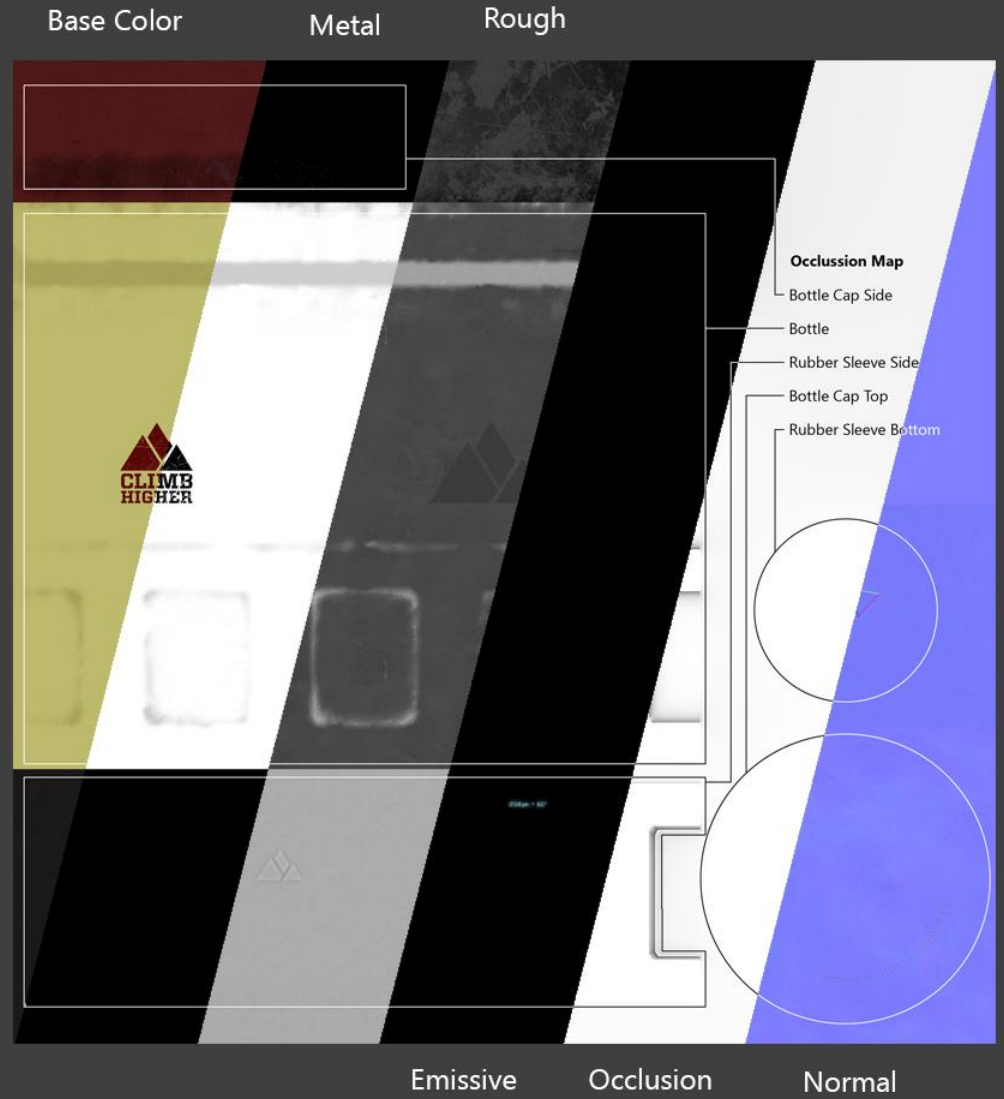 Base Color
Metal
Rough
Occlussion Map
Bottle Cap Side
Bottle
Rubber Sleeve Side
Bottle Cap Top
Rubber Sleeve Bottom
CLIMB
HIGHER
Emissive
Occlusion
Normal